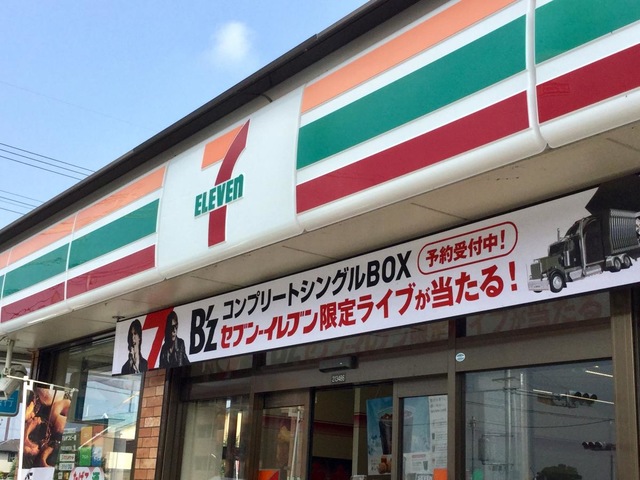 7
ELEVEN
7
B'z
コンプリートシングルBOX
予約受付中!
セブン-イレブン限定ライブが当たる!